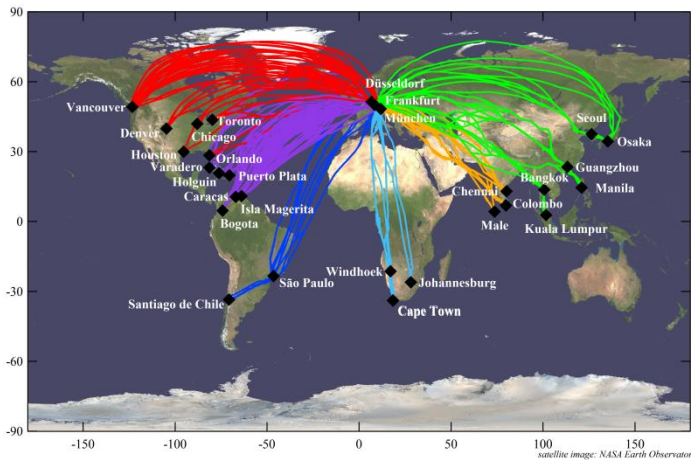 90
60
30
0
-30
-60
-90
Düsseldorf
Frankfurt
München
Vancouver
Denver
Toronto
Chicago
Houston
Orlando
Varadero
Holguin
Puerto Plata
Caracas
Isla Magerita
Bogota
São Paulo
Santiago de Chile
Windhoek
Johannesburg
Cape Town
Seoul
Osaka
Guangzhou
Bangkok
Manila
Chennai
Colombo
Male
Kuala Lumpur
-150 -100 -50 0 50 100 150
satellite image: NASA Earth Observator